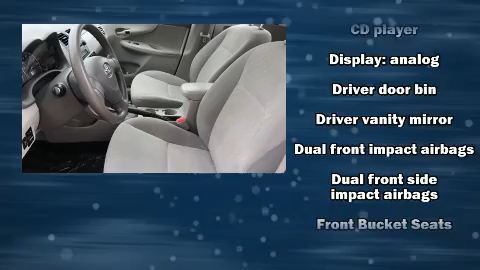 CD player
Display: analog
Driver door bin
Driver vanity mirror
Dual front impact airbags
Dual front side
impact airbags
Front Bucket Seats